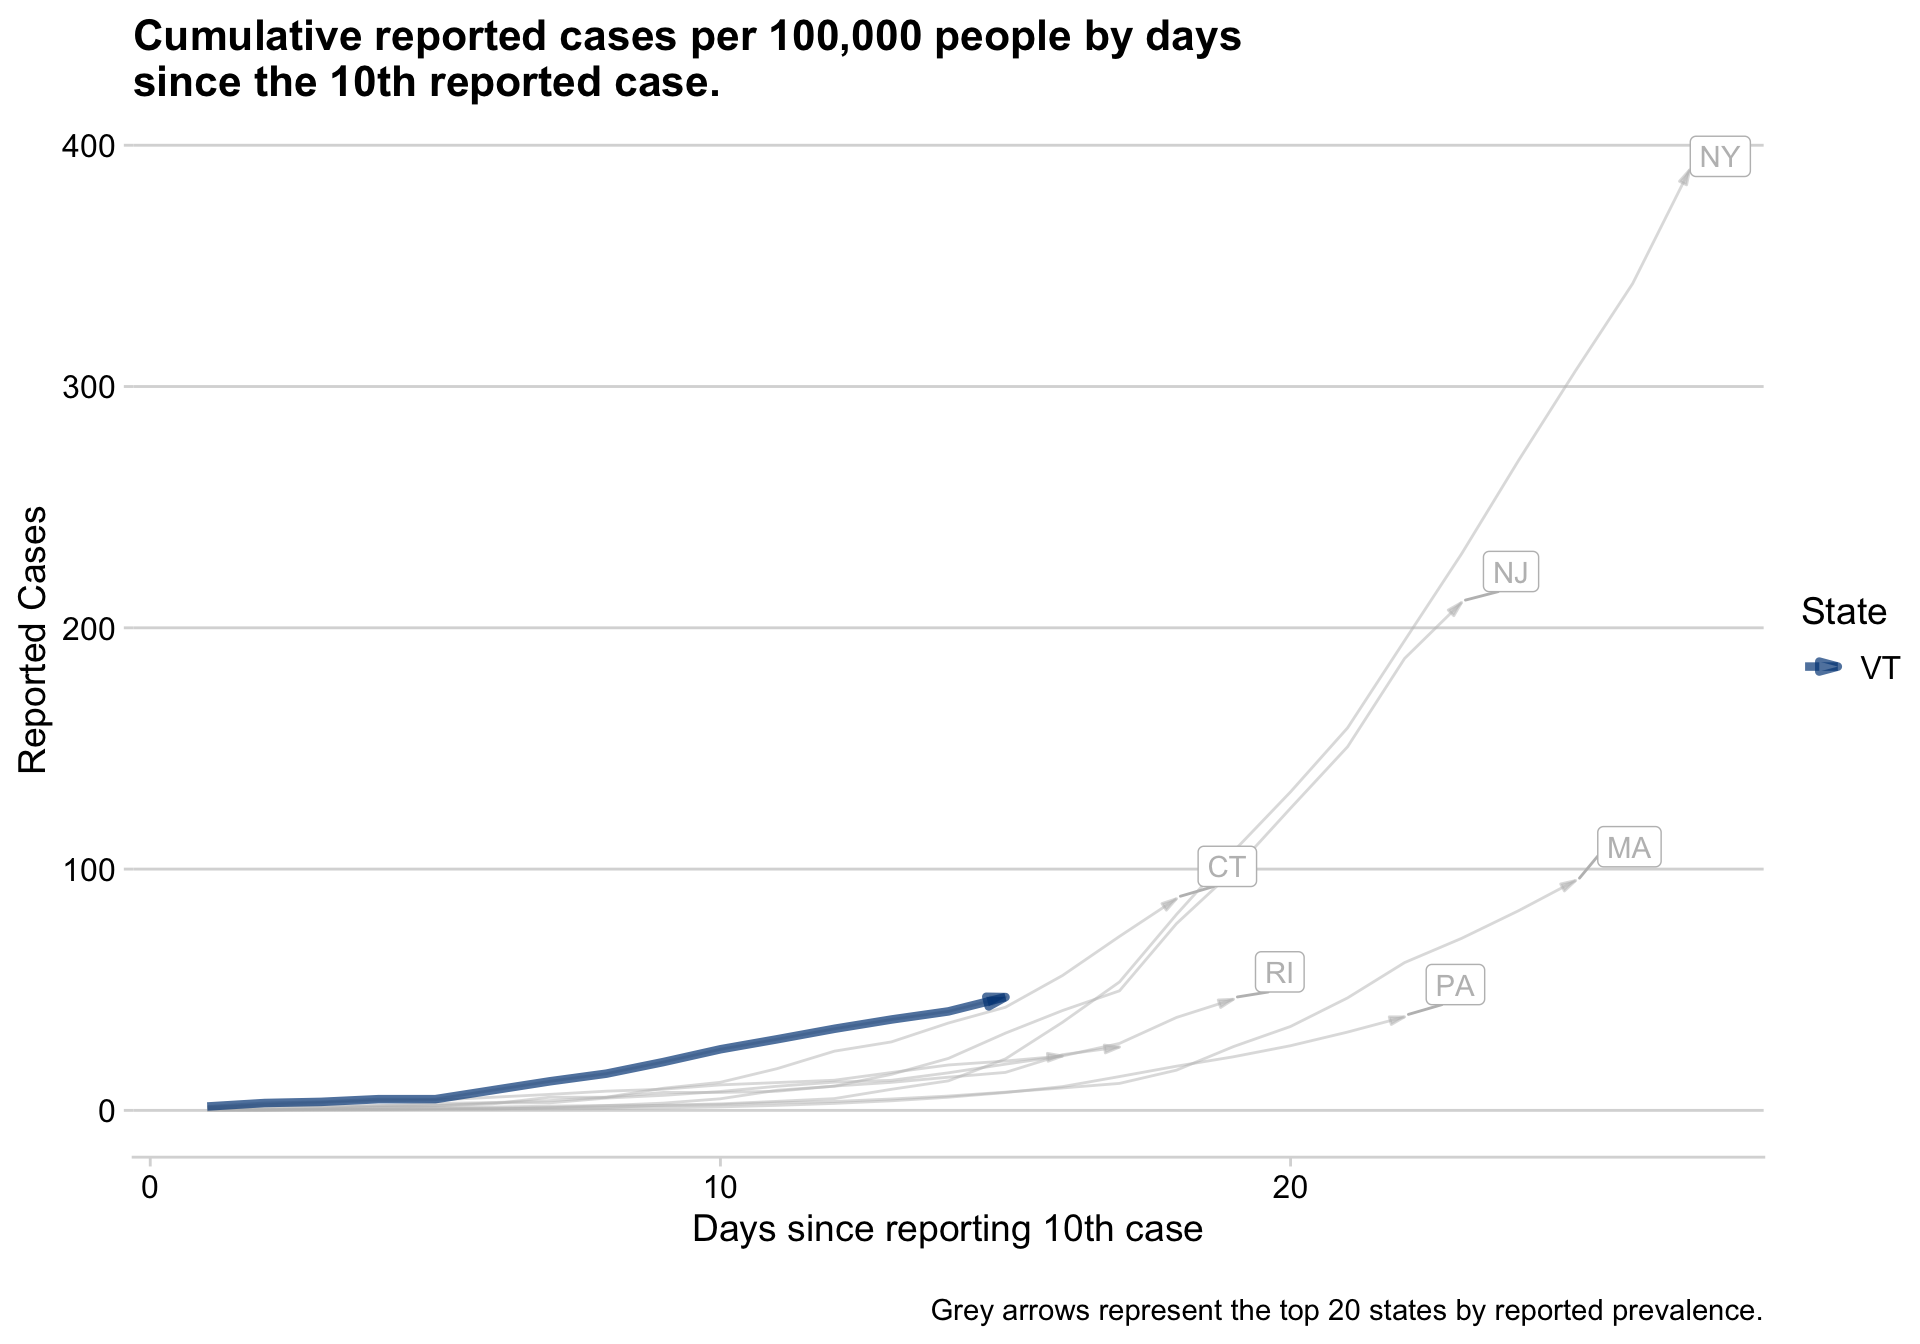 Cumulative reported cases per 100,000 people by days
since the 10th reported case.
400
300
200
100
0
Reported Cases
NY
NJ
CT
MA
RI
PA
State
VT
0
10
20
Days since reporting 10th case
Grey arrows represent the top 20 states by reported prevalence.